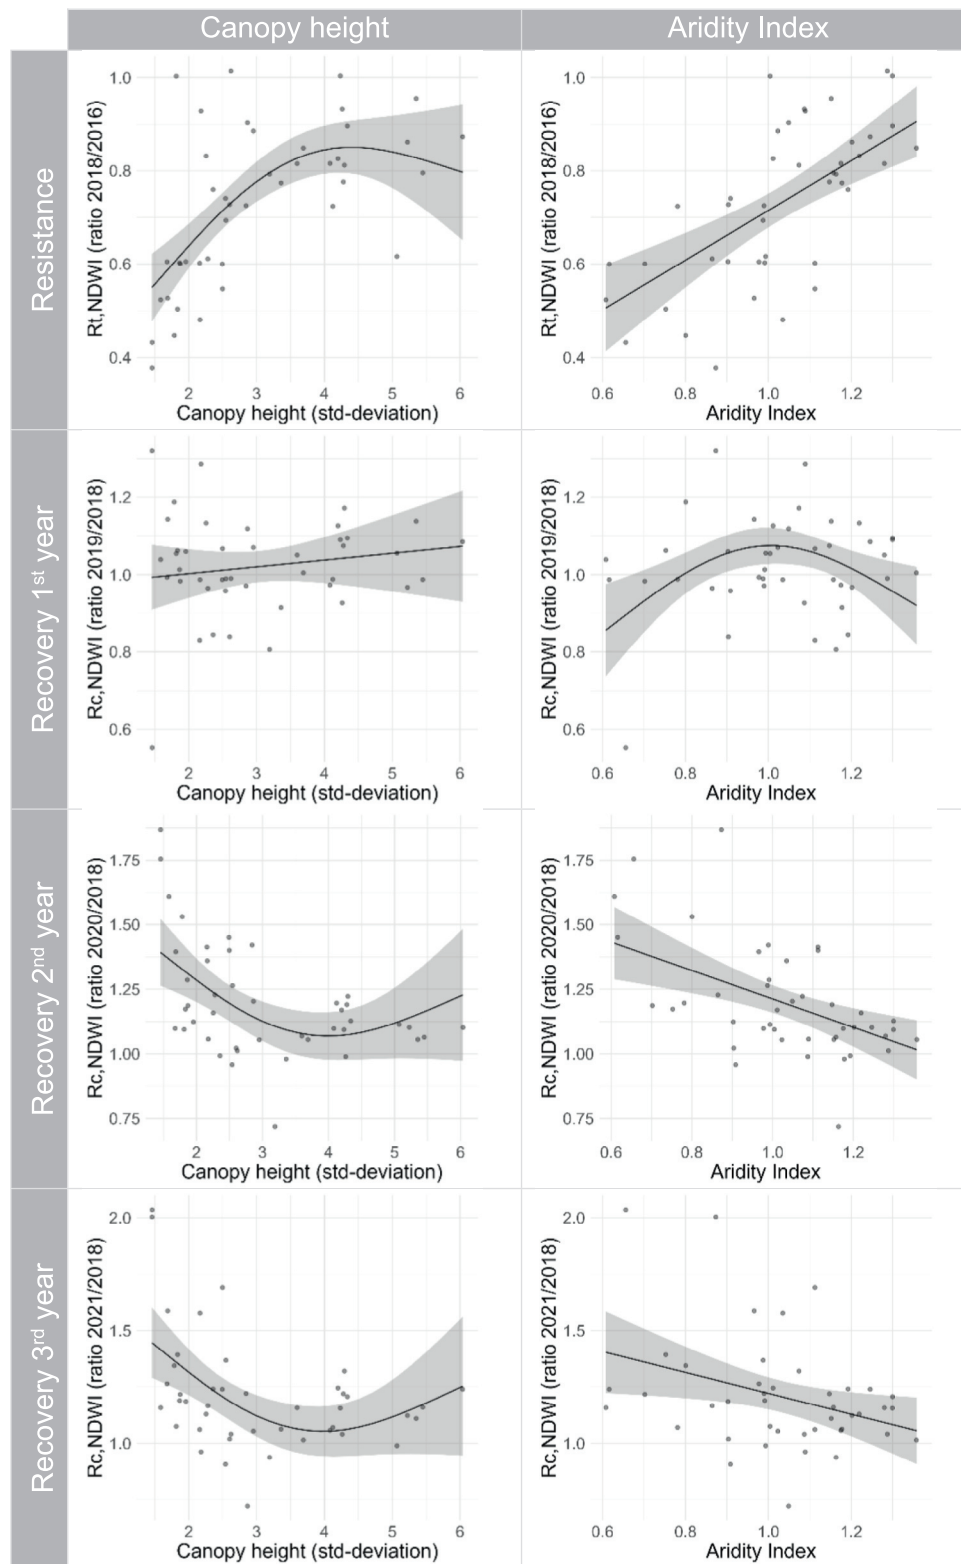 Canopy height Aridity Index
Resistance
Rt,NDWI (ratio 2018/2016)
1.0
0.8
0.6
0.4
2 3 4 5 6
Canopy height (std-deviation)
Rt,NDWI (ratio 2018/2016)
1.0
0.8
0.6
0.4
0.6 0.8 1.0 1.2
Aridity Index
Recovery 1st year
Rc,NDWI (ratio 2019/2018)
1.2
1.0
0.8
0.6
2 3 4 5 6
Canopy height (std-deviation)
Rc,NDWI (ratio 2019/2018)
1.2
1.0
0.8
0.6
0.6 0.8 1.0 1.2
Aridity Index
Recovery 2nd year
Rc,NDWI (ratio 2020/2018)
1.75
1.50
1.25
1.00
0.75
2 3 4 5 6
Canopy height (std-deviation)
Rc,NDWI (ratio 2020/2018)
1.75
1.50
1.25
1.00
0.75
0.6 0.8 1.0 1.2
Aridity Index
Recovery 3rd year
Rc,NDWI (ratio 2021/2018)
2.0
1.5
1.0
2 3 4 5 6
Canopy height (std-deviation)
Rc,NDWI (ratio 2021/2018)
2.0
1.5
1.0
0.6 0.8 1.0 1.2
Aridity Index